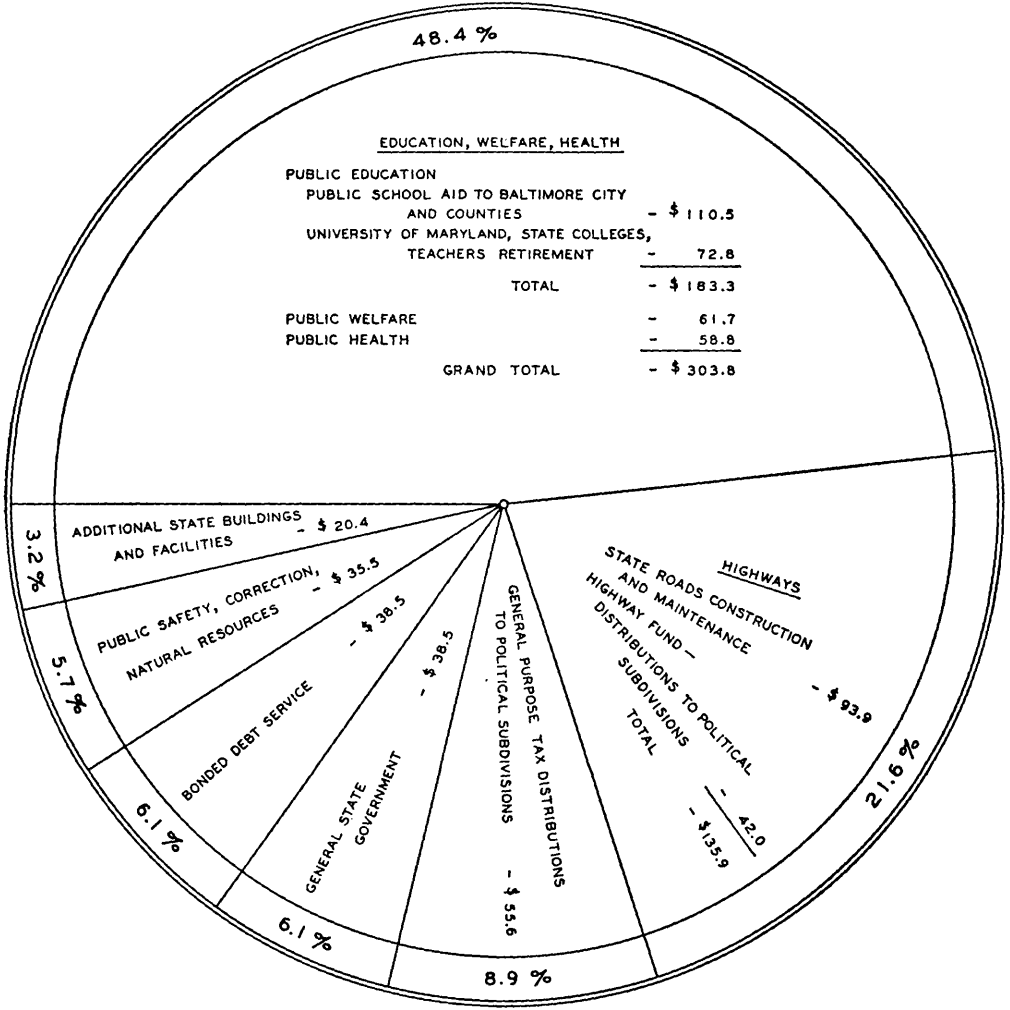 48.4 %
EDUCATION, WELFARE, HEALTH
PUBLIC EDUCATION
PUBLIC SCHOOL AID TO BALTIMORE CITY
AND COUNTIES - $ 110.5
UNIVERSITY OF MARYLAND, STATE COLLEGES,
TEACHERS RETIREMENT - 72.8
TOTAL - $ 183.3
PUBLIC WELFARE - 61.7
PUBLIC HEALTH - 58.8
GRAND TOTAL - $ 303.8
HIGHWAYS
STATE ROADS CONSTRUCTION
AND MAINTENANCE - $ 93.9
HIGHWAY FUND —
DISTRIBUTIONS TO POLITICAL
SUBDIVISIONS - 42.0
TOTAL - $135.9
21.6 %
GENERAL PURPOSE TAX DISTRIBUTIONS
TO POLITICAL SUBDIVISIONS - $ 55.6
8.9 %
GENERAL STATE
GOVERNMENT - $ 38.5
6.1 %
BONDED DEBT SERVICE - $ 38.5
6.1 %
PUBLIC SAFETY, CORRECTION,
NATURAL RESOURCES - $ 35.5
5.7 %
ADDITIONAL STATE BUILDINGS
AND FACILITIES - $ 20.4
3.2 %